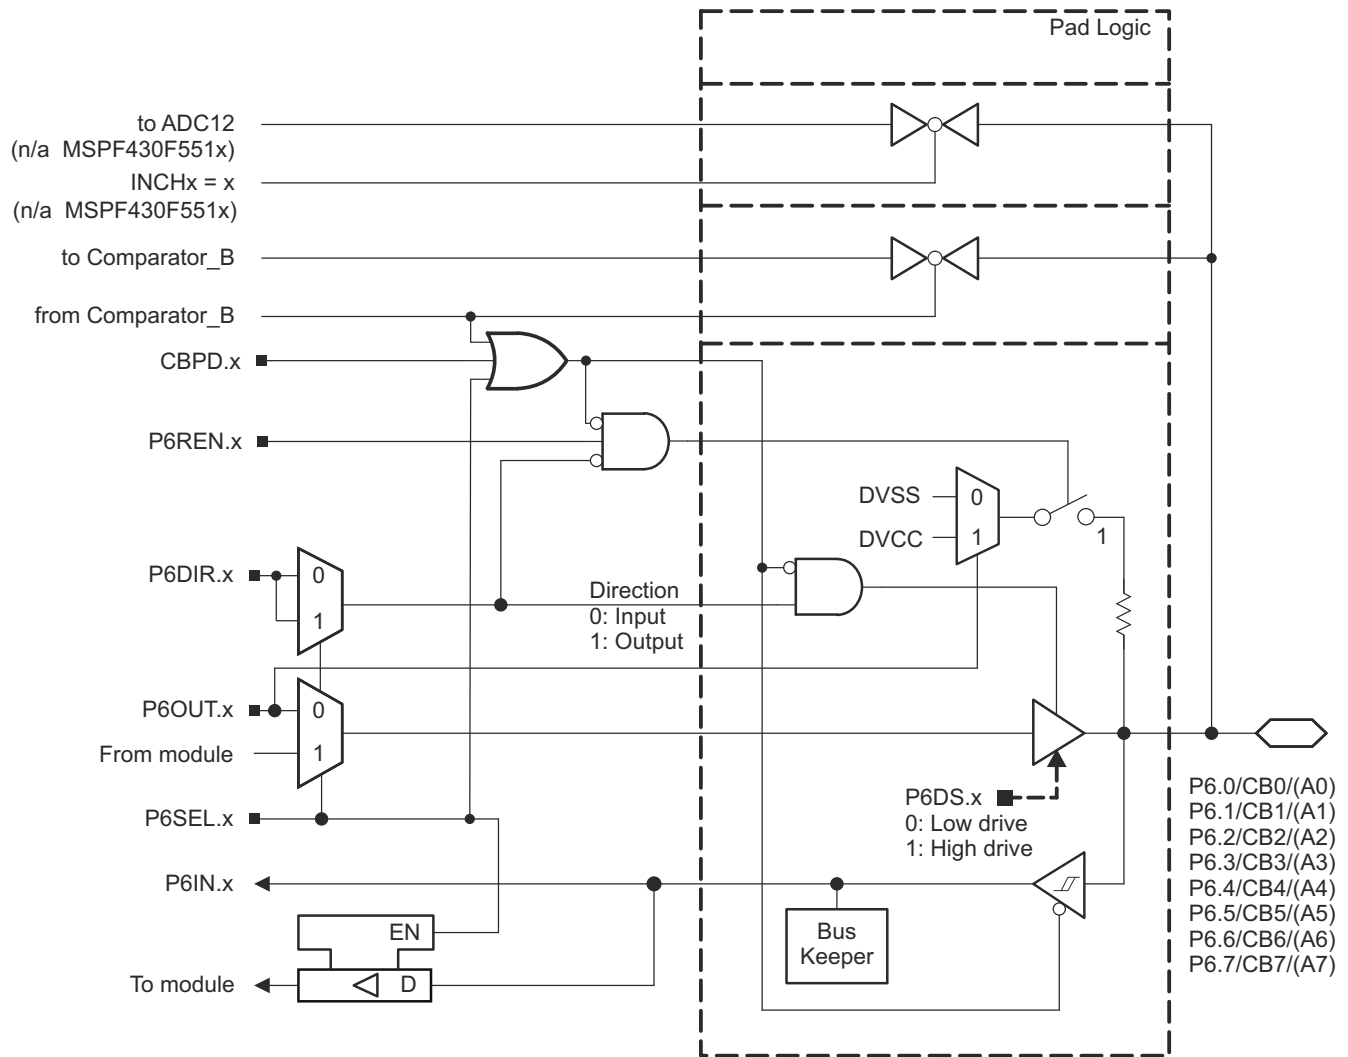 Pad Logic
to ADC12
(n/a MSPF430F551x)
INCHx = x
(n/a MSPF430F551x)
to Comparator_B
from Comparator_B
CBPD.x
P6REN.x
DVSS
0
DVCC
1
1
P6DIR.x
0
1
Direction
0: Input
1: Output
P6OUT.x
0
From module
1
P6SEL.x
P6DS.x
0: Low drive
1: High drive
P6.0/CB0/(A0)
P6.1/CB1/(A1)
P6.2/CB2/(A2)
P6.3/CB3/(A3)
P6.4/CB4/(A4)
P6.5/CB5/(A5)
P6.6/CB6/(A6)
P6.7/CB7/(A7)
P6IN.x
EN
Bus
Keeper
To module
D